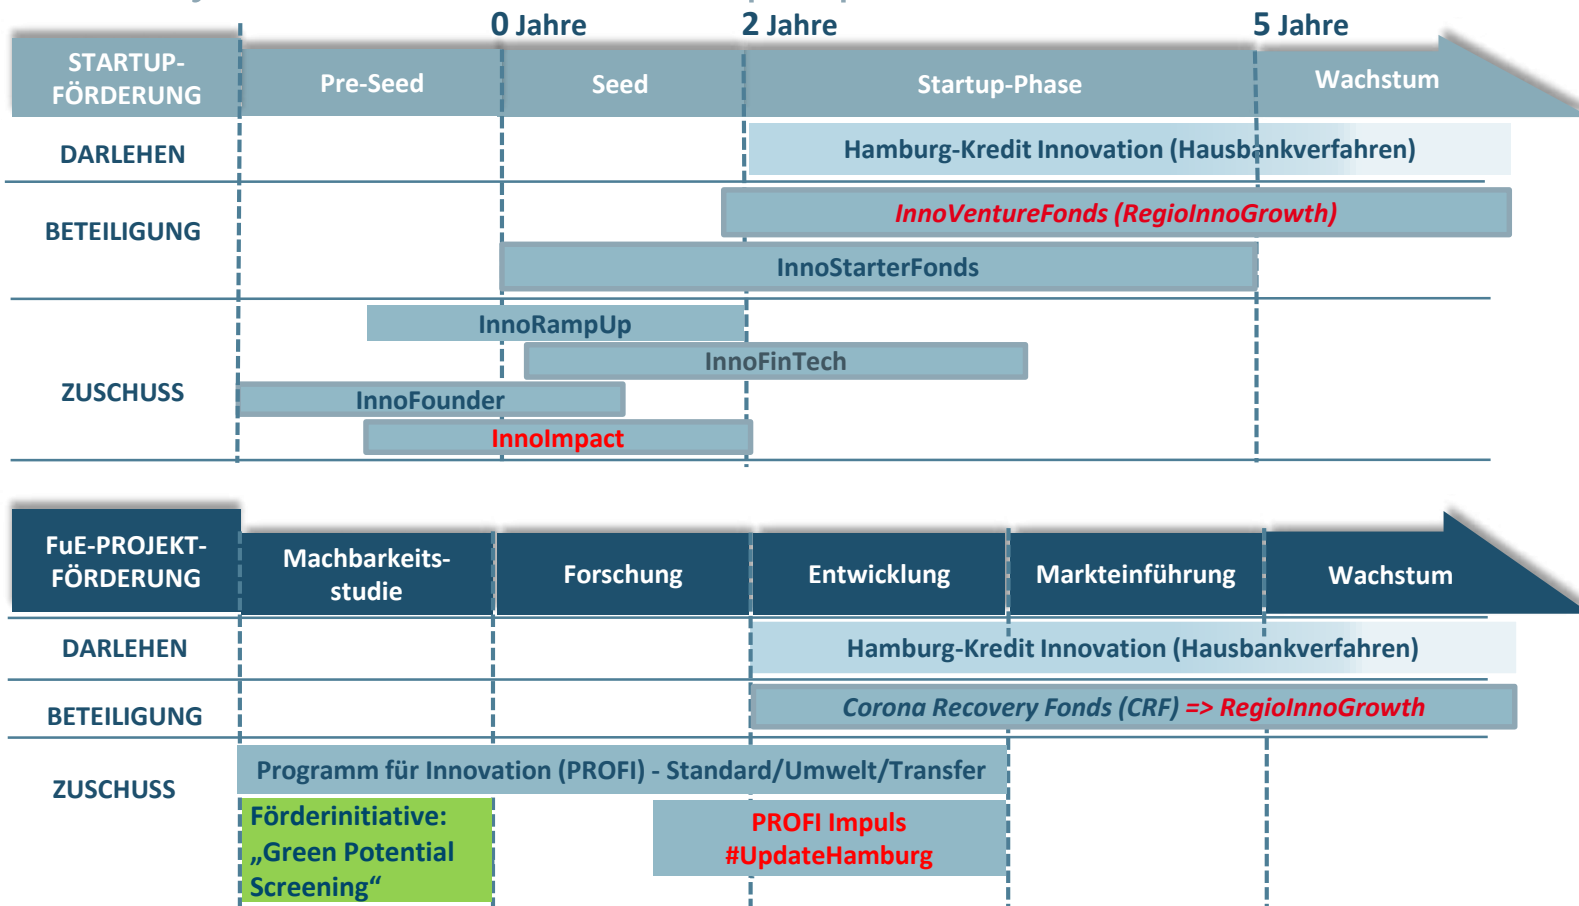 0 Jahre
2 Jahre
5 Jahre
STARTUP-
FÖRDERUNG
Pre-Seed
Seed
Startup-Phase
Wachstum
DARLEHEN
Hamburg-Kredit Innovation (Hausbankverfahren)
BETEILIGUNG
InnoVentureFonds (RegioInnoGrowth)
InnoStarterFonds
ZUSCHUSS
InnoRampUp
InnoFinTech
InnoFounder
InnoImpact
FuE-PROJEKT-
FÖRDERUNG
Machbarkeits-
studie
Forschung
Entwicklung
Markteinführung
Wachstum
DARLEHEN
Hamburg-Kredit Innovation (Hausbankverfahren)
BETEILIGUNG
Corona Recovery Fonds (CRF) => RegioInnoGrowth
ZUSCHUSS
Programm für Innovation (PROFI) - Standard/Umwelt/Transfer
Förderinitiative:
„Green Potential
Screening“
PROFI Impuls
#UpdateHamburg